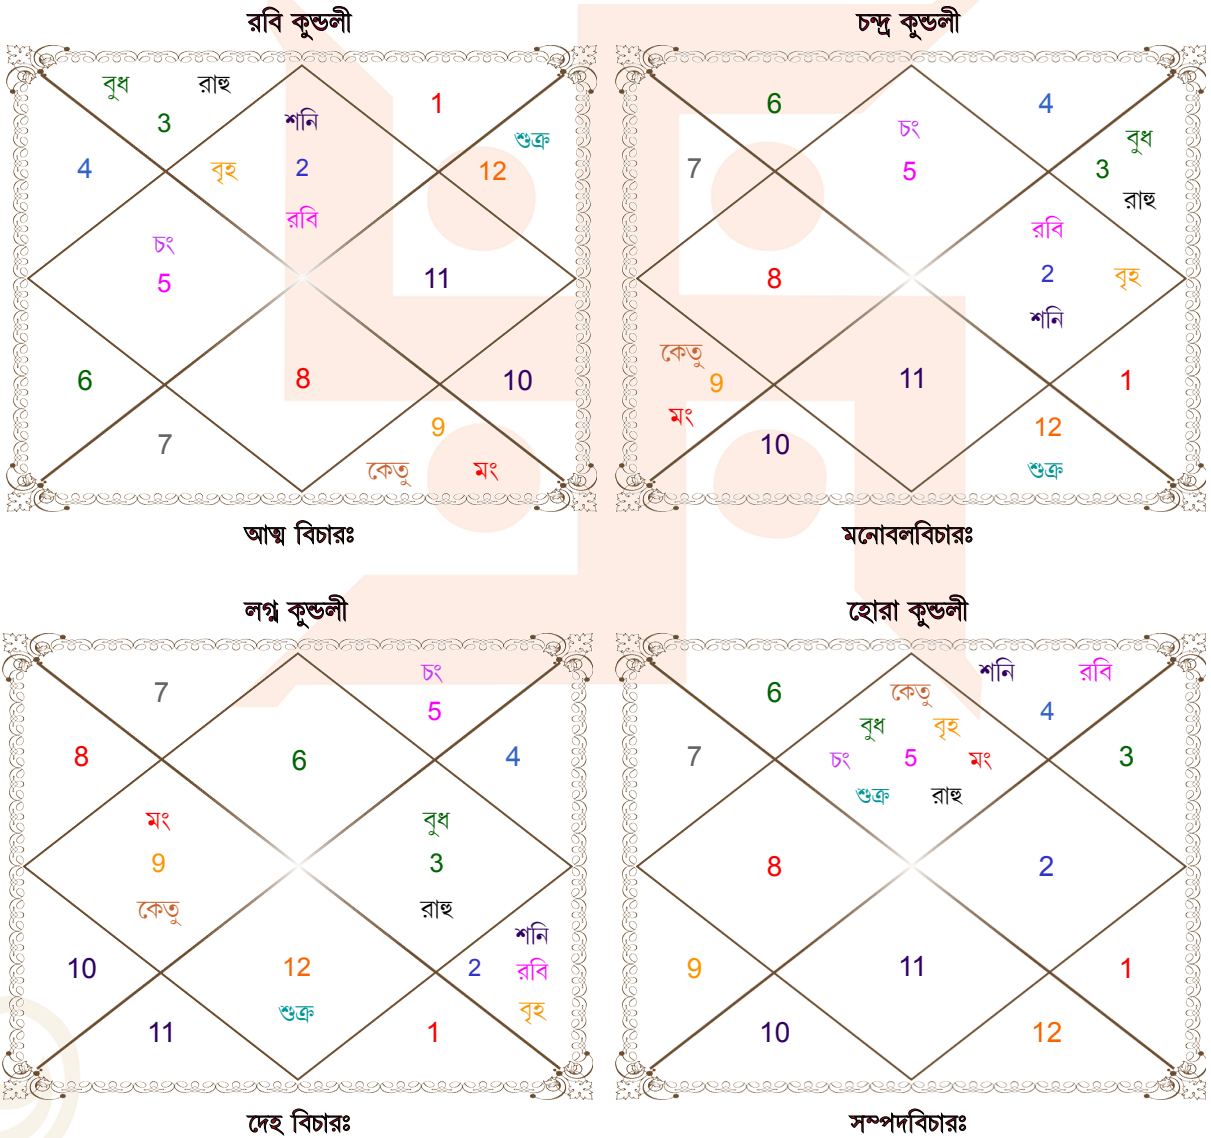 রবি কুন্ডলী
বুধ রাহু
3
4
বৃহ
শনি
2
রবি
1
শুক্র
12
চং
5
11
6
8
10
7
9
কেতু মং
আত্ম বিচারঃ
চন্দ্র কুন্ডলী
6
চং
5
4
বুধ
3
রাহু
7
রবি
2 বৃহ
শনি
8
কেতু
9
মং
11
1
10
12
শুক্র
মনোবলবিচারঃ
লগ্ন কুন্ডলী
7
চং
5
8
6
4
মং
9
কেতু
বুধ
3
রাহু
10
12
শুক্র
2
শনি
রবি
বৃহ
11
1
দেহ বিচারঃ
হোরা কুন্ডলী
6
কেতু
বুধ বৃহ
চং 5 মং
শুক্র রাহু
শনি রবি
4
7
3
8
2
9
11
1
10
12
সম্পদবিচারঃ